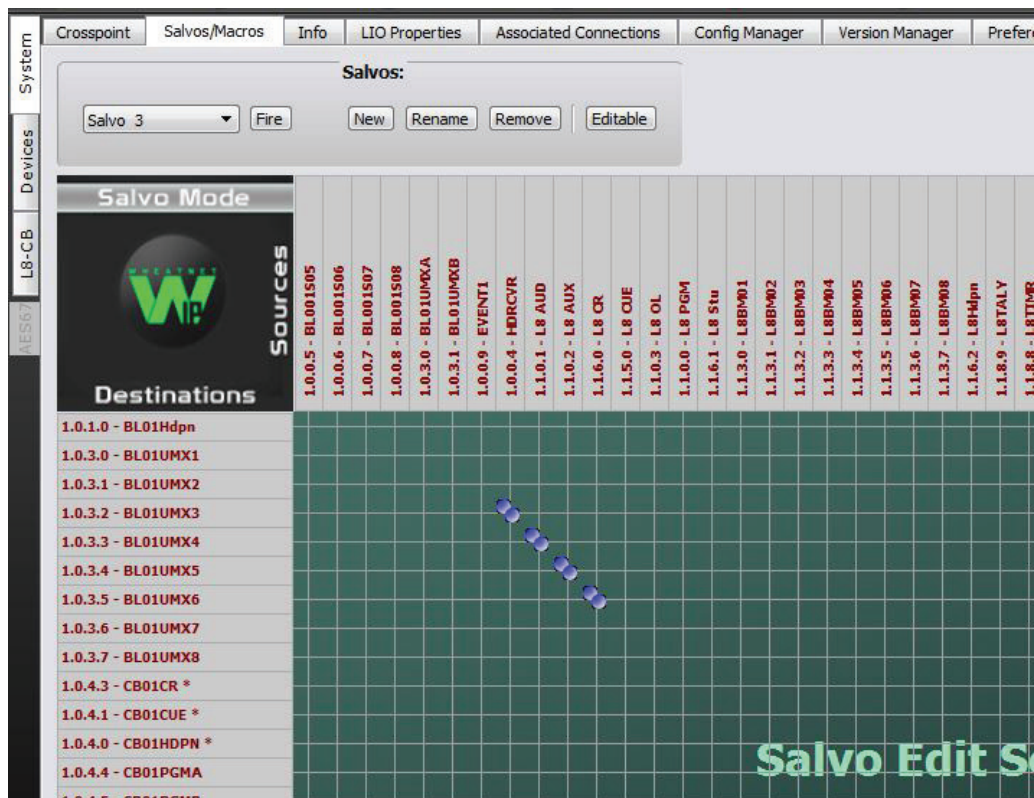 Crosspoint
Salvos/Macros
Info
LIO Properties
Associated Connections
Config Manager
Version Manager
System
Devices
L8-CB
AES67
Salvos:
Salvo 3
Fire
New
Rename
Remove
Editable
Salvo Mode
WHEATNET
IP
Sources
Destinations
1.0.0.5 - BL001S05
1.0.0.6 - BL001S06
1.0.0.7 - BL001S07
1.0.0.8 - BL001S08
1.0.3.0 - BL01UMXA
1.0.3.1 - BL01UMXB
1.0.0.9 - EVENT1
1.0.0.4 - HDRCVR
1.1.0.1 - L8 AUD
1.1.0.2 - L8 AUX
1.1.6.0 - L8 CR
1.1.5.0 - L8 CUE
1.1.0.3 - L8 OL
1.1.0.0 - L8 PGM
1.1.6.1 - L8 Stu
1.1.3.0 - L8BM01
1.1.3.1 - L8BM02
1.1.3.2 - L8BM03
1.1.3.3 - L8BM04
1.1.3.4 - L8BM05
1.1.3.5 - L8BM06
1.1.3.6 - L8BM07
1.1.3.7 - L8BM08
1.1.6.2 - L8Hdpn
1.1.8.9 - L8TALY
1.0.1.0 - BL01Hdpn
1.0.3.0 - BL01UMX1
1.0.3.1 - BL01UMX2
1.0.3.2 - BL01UMX3
1.0.3.3 - BL01UMX4
1.0.3.4 - BL01UMX5
1.0.3.5 - BL01UMX6
1.0.3.6 - BL01UMX7
1.0.3.7 - BL01UMX8
1.0.4.3 - CB01CR *
1.0.4.1 - CB01CUE *
1.0.4.0 - CB01HDPN *
1.0.4.4 - CB01PGMA
Salvo Edit